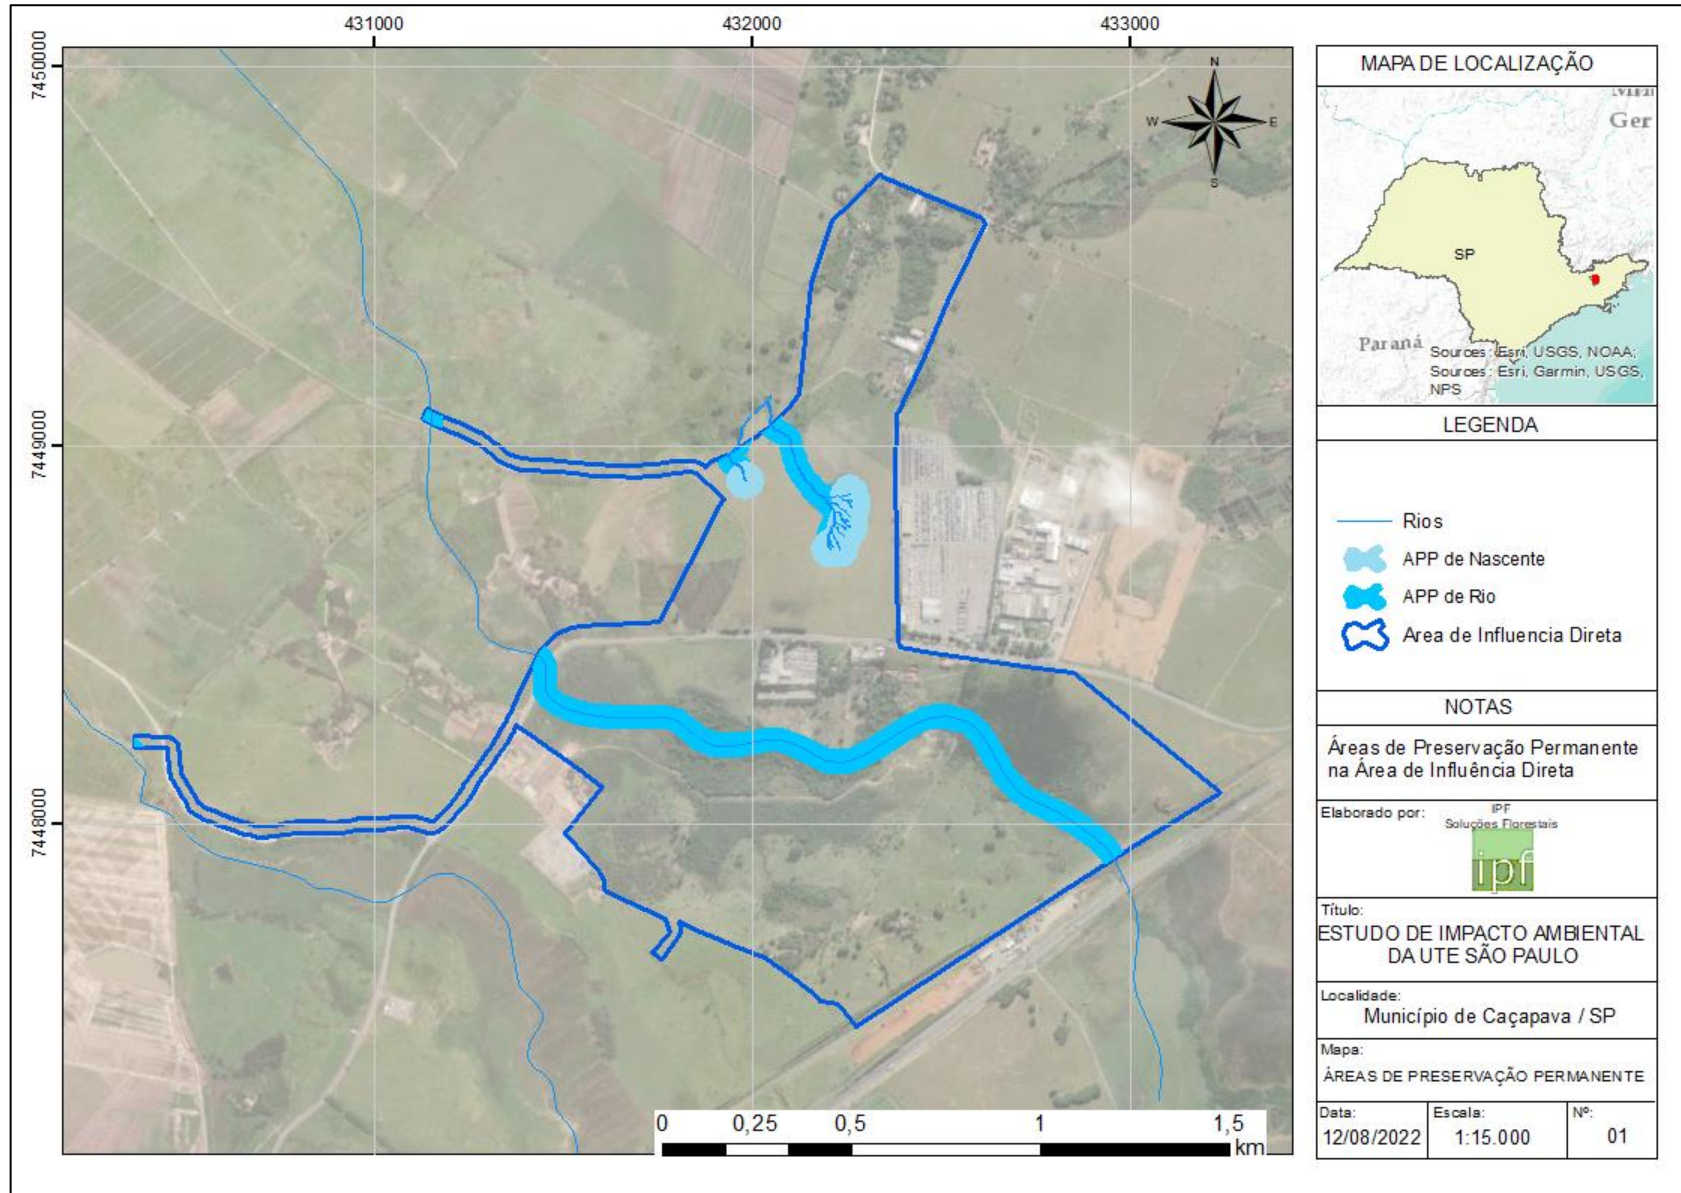 431000
432000
433000
7450000
7449000
7448000
N
W
E
S
0
0,25
0,5
1
1,5
km
MAPA DE LOCALIZAÇÃO
Ger
SP
Paraná
Sources: Esri, USGS, NOAA;
Sources: Esri, Garmin, USGS,
NPS
LEGENDA
Rios
APP de Nascente
APP de Rio
Area de Influencia Direta
NOTAS
Áreas de Preservação Permanente
na Área de Influência Direta
Elaborado por:
IPF
Soluções Florestais
ipf
Título:
ESTUDO DE IMPACTO AMBIENTAL
DA UTE SÃO PAULO
Localidade:
Município de Caçapava / SP
Mapa:
ÁREAS DE PRESERVAÇÃO PERMANENTE
Data:
12/08/2022
Escala:
1:15.000
Nº:
01